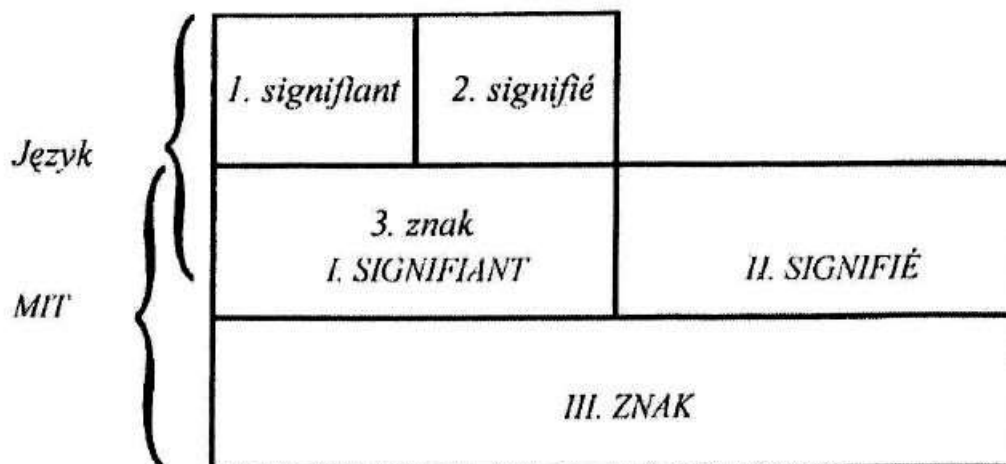 1. signifiant
2. signifié
Język
3. znak
I. SIGNIFIANT
II. SIGNIFIÉ
MIT
III. ZNAK